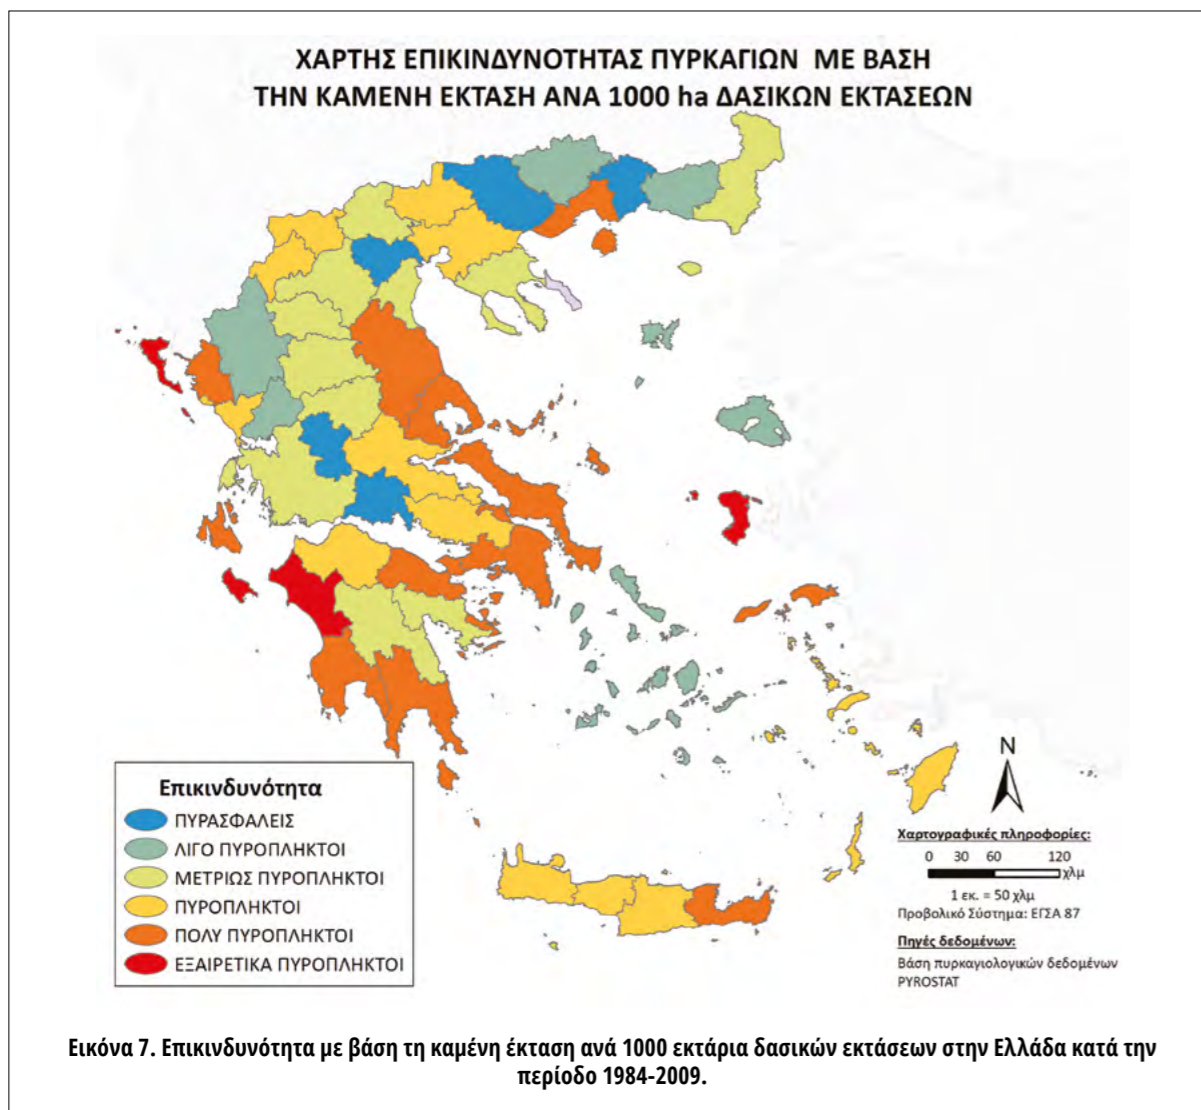 ΧΑΡΤΗΣ ΕΠΙΚΙΝΔΥΝΟΤΗΤΑΣ ΠΥΡΚΑΓΙΩΝ ΜΕ ΒΑΣΗ
ΤΗΝ ΚΑΜΕΝΗ ΕΚΤΑΣΗ ΑΝΑ 1000 ha ΔΑΣΙΚΩΝ ΕΚΤΑΣΕΩΝ
Επικινδυνότητα
ΠΥΡΑΣΦΑΛΕΙΣ
ΛΙΓΟ ΠΥΡΟΠΛΗΚΤΟΙ
ΜΕΤΡΙΩΣ ΠΥΡΟΠΛΗΚΤΟΙ
ΠΥΡΟΠΛΗΚΤΟΙ
ΠΟΛΥ ΠΥΡΟΠΛΗΚΤΟΙ
ΕΞΑΙΡΕΤΙΚΑ ΠΥΡΟΠΛΗΚΤΟΙ
N
Χαρτογραφικές πληροφορίες:
0 30 60 120
χλμ
1 εκ. = 50 χλμ
Προβολικό Σύστημα: ΕΓΣΑ 87
Πηγές δεδομένων:
Βάση πυρκαγιολογικών δεδομένων
PYROSTAT
Εικόνα 7. Επικινδυνότητα με βάση τη καμένη έκταση ανά 1000 εκτάρια δασικών εκτάσεων στην Ελλάδα κατά την
περίοδο 1984-2009.